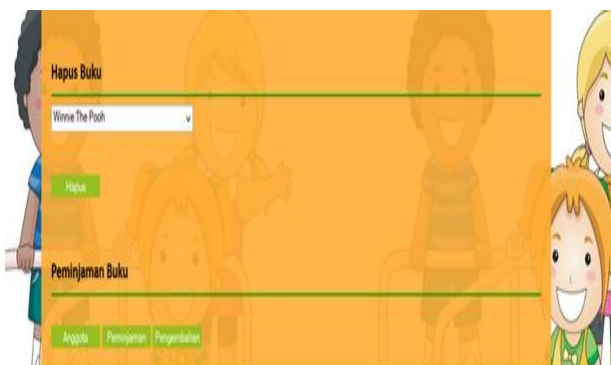 Hapus Buku
Winnie The Pooh
Hapus
Peminjaman Buku
Anggota Peminjaman Pengembalian